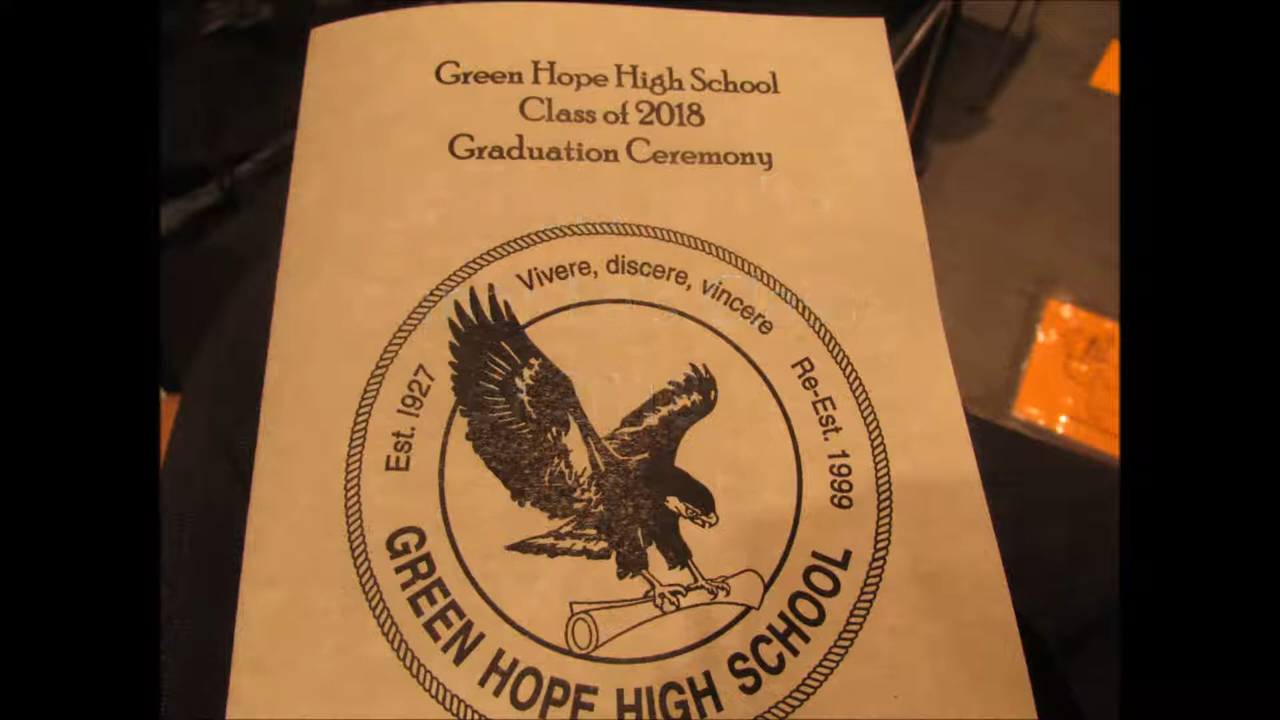 Green Hope High School
Class of 2018
Graduation Ceremony
Vivere, discere, vincere
Est. 1927
Re-Est. 1999
GREEN HOPE HIGH SCHOOL